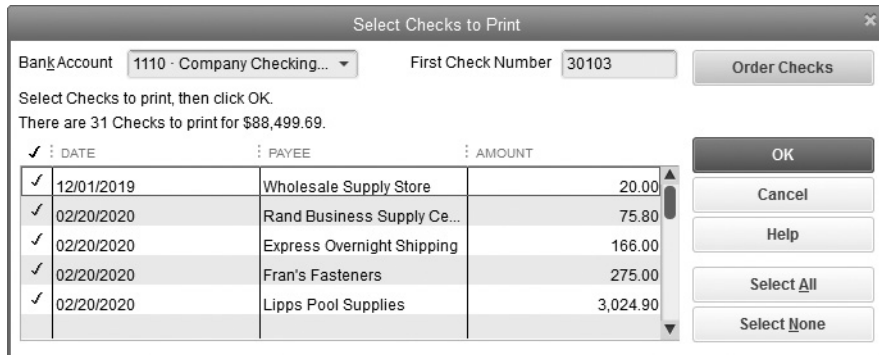 Select Checks to Print
Bank Account 1110 · Company Checking... First Check Number 30103 Order Checks
Select Checks to print, then click OK.
There are 31 Checks to print for $88,499.69.
✓ DATE PAYEE AMOUNT OK
✓ 12/01/2019 Wholesale Supply Store 20.00
Cancel
✓ 02/20/2020 Rand Business Supply Ce... 75.80
✓ 02/20/2020 Express Overnight Shipping 166.00 Help
✓ 02/20/2020 Fran's Fasteners 275.00
Select All
✓ 02/20/2020 Lipps Pool Supplies 3,024.90
Select None